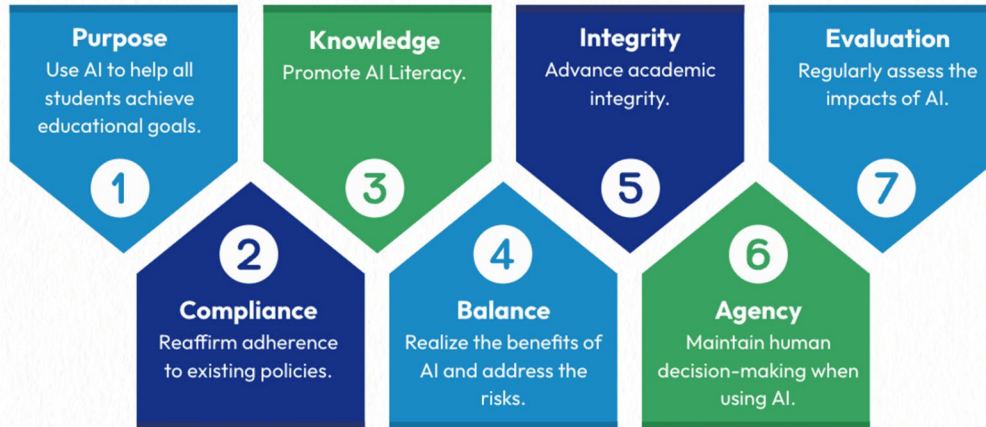 Purpose
Use AI to help all
students achieve
educational goals.
1
2
Compliance
Reaffirm adherence
to existing policies.
Knowledge
Promote AI Literacy.
3
4
Balance
Realize the benefits of
AI and address the
risks.
Integrity
Advance academic
integrity.
5
6
Agency
Maintain human
decision-making when
using AI.
Evaluation
Regularly assess the
impacts of AI.
7